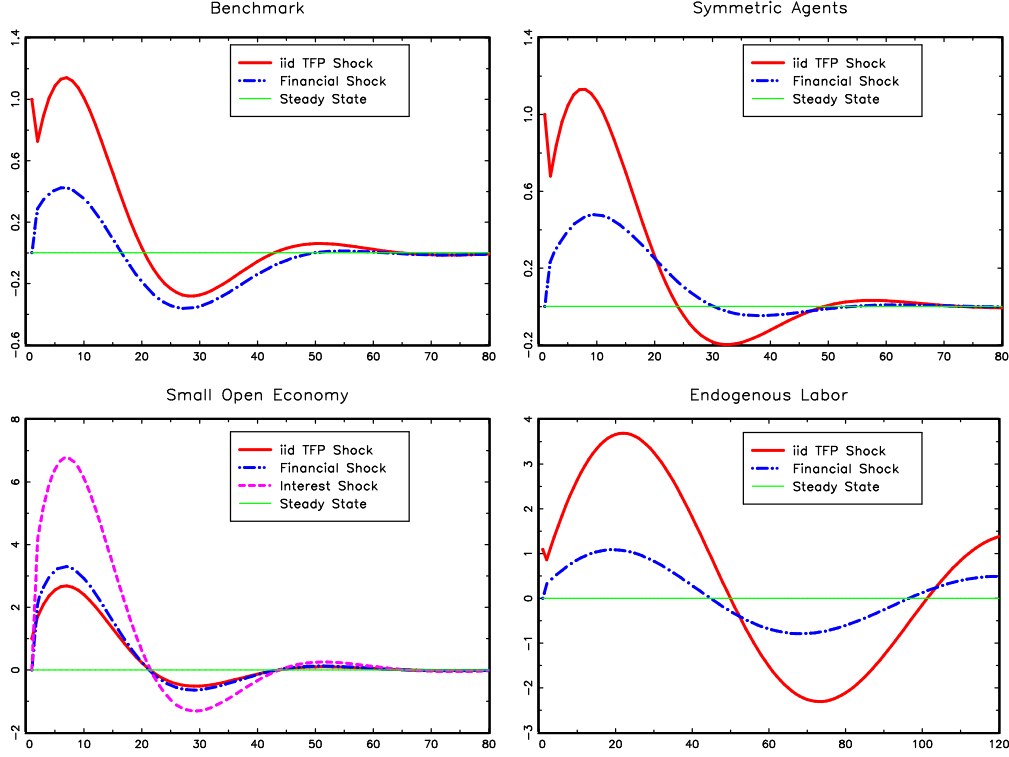 Benchmark
1.4
1.0
0.6
0.2
−0.2
−0.6
iid TFP Shock
Financial Shock
Steady State
0 10 20 30 40 50 60 70 80
Symmetric Agents
1.4
1.0
0.6
0.2
−0.2
iid TFP Shock
Financial Shock
Steady State
0 10 20 30 40 50 60 70 80
Small Open Economy
8
6
4
2
0
−2
iid TFP Shock
Financial Shock
Interest Shock
Steady State
0 10 20 30 40 50 60 70 80
Endogenous Labor
4
3
2
1
0
−1
−2
−3
iid TFP Shock
Financial Shock
Steady State
0 20 40 60 80 100 120